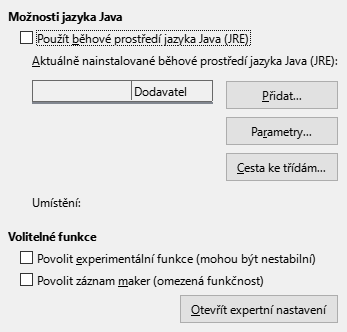 Možnosti jazyka Java
Použít běhové prostředí jazyka Java (JRE)
Aktuálně nainstalované běhové prostředí jazyka Java (JRE):
Dodavatel
Přidat...
Parametry...
Cesta ke třídám...
Umístění:
Volitelné funkce
Povolit experimentální funkce (mohou být nestabilní)
Povolit záznam maker (omezená funkčnost)
Otevřít expertní nastavení